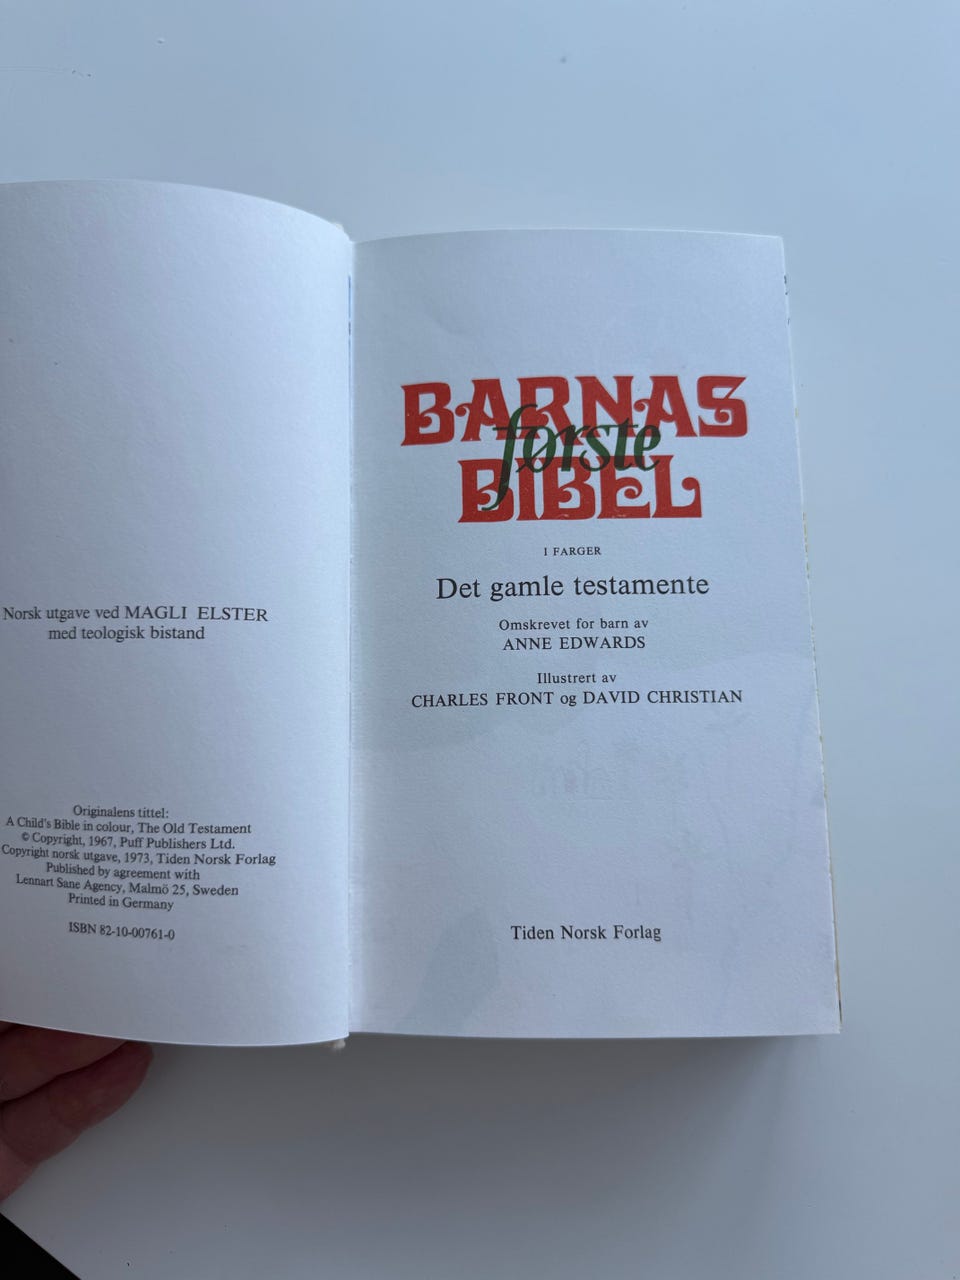 Norsk utgave ved MAGLI ELSTER
med teologisk bistand
Originalens tittel:
A Child's Bible in colour, The Old Testament
© Copyright, 1967, Puff Publishers Ltd.
Copyright norsk utgave, 1973, Tiden Norsk Forlag
Published by agreement with
Lennart Sane Agency, Malmö 25, Sweden
Printed in Germany
ISBN 82-10-00761-0
BARNAS
første
BIBEL
I FARGER
Det gamle testamente
Omskrevet for barn av
ANNE EDWARDS
Illustrert av
CHARLES FRONT og DAVID CHRISTIAN
Tiden Norsk Forlag